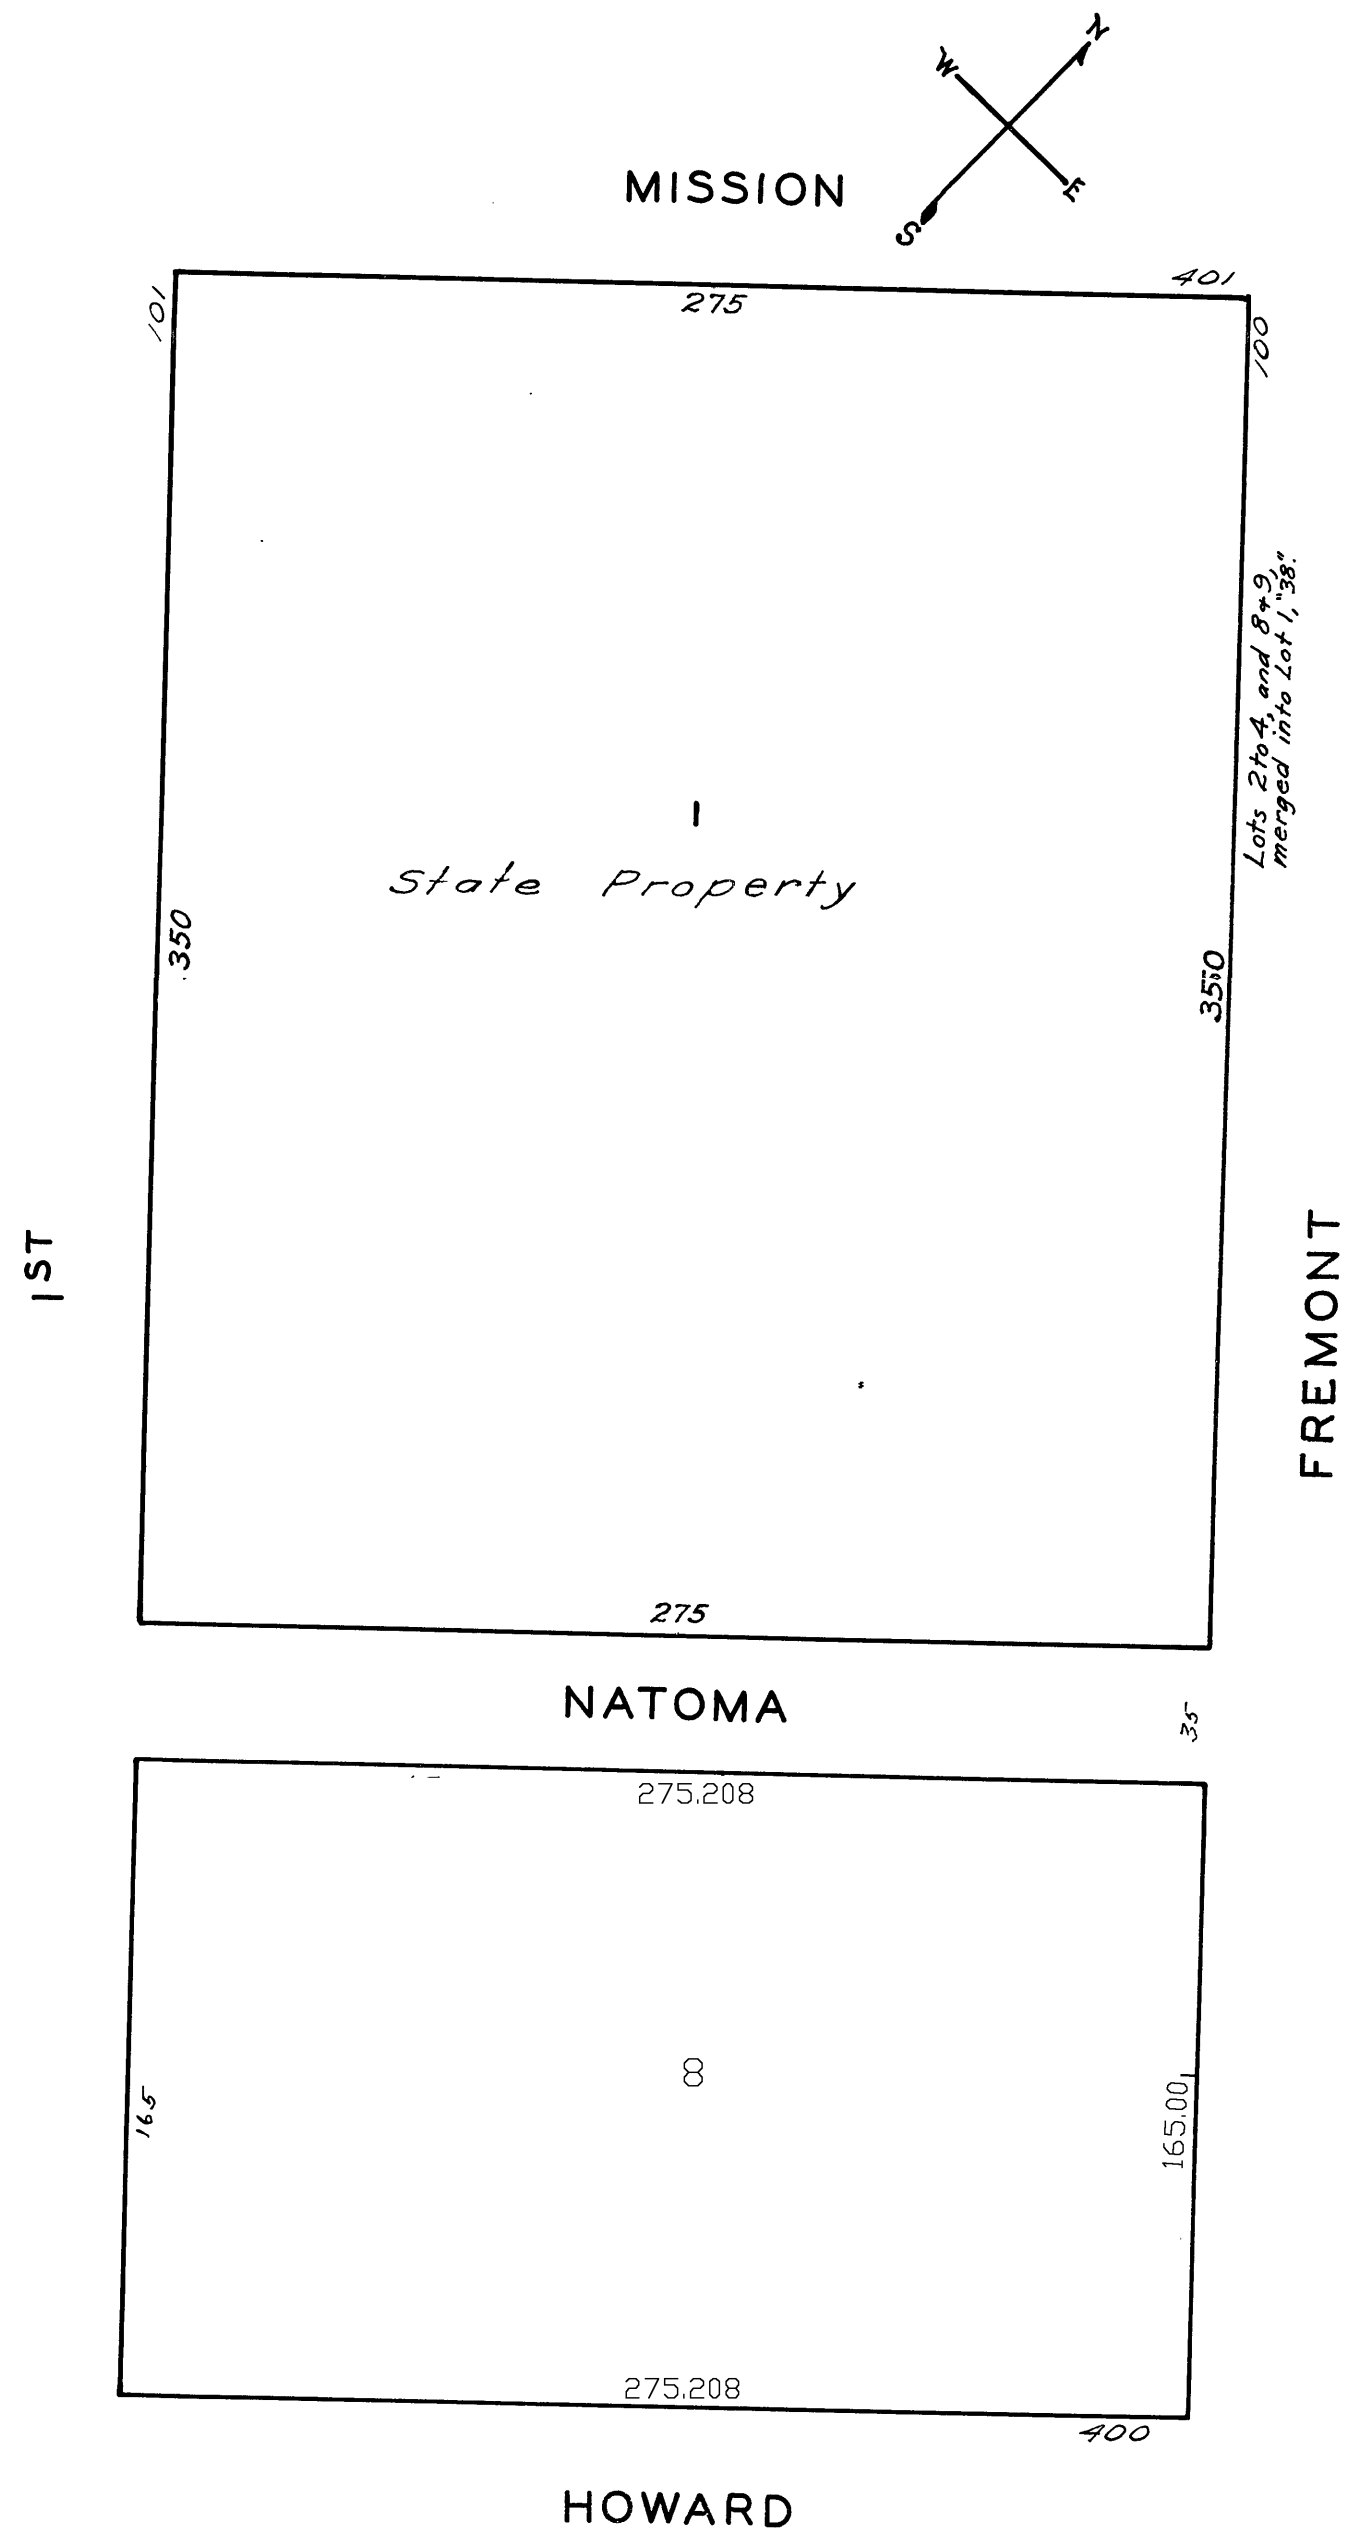 N
W
E
S
MISSION
401
275
101
100
Lots 2 to 4, and 8+9,
merged into Lot 1, "38."
1
State Property
350
350
1ST
FREMONT
275
NATOMA
35
275.208
8
165
165.00
275.208
400
HOWARD